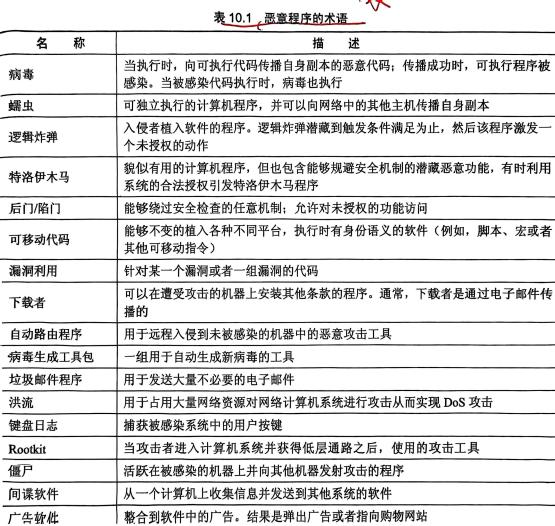 表 10.1 恶意程序的术语
名 称 描 述
病毒 当执行时，向可执行代码传播自身副本的恶意代码；传播成功时，可执行程序被
感染。当被感染代码执行时，病毒也执行
蠕虫 可独立执行的计算机程序，并可以向网络中的其他主机传播自身副本
逻辑炸弹 入侵者植入软件的程序。逻辑炸弹潜藏到触发条件满足为止，然后该程序激发一
个未授权的动作
特洛伊木马 貌似有用的计算机程序，但也包含能够规避安全机制的潜藏恶意功能，有时利用
系统的合法授权引发特洛伊木马程序
后门/陷门 能够绕过安全检查的任意机制；允许对未授权的功能访问
可移动代码 能够不变的植入各种不同平台，执行时有身份语义的软件（例如，脚本、宏或者
其他可移动指令）
漏洞利用 针对某一个漏洞或者一组漏洞的代码
下载者 可以在遭受攻击的机器上安装其他条款的程序。通常，下载者是通过电子邮件传
播的
自动路由程序 用于远程入侵到未被感染的机器中的恶意攻击工具
病毒生成工具包 一组用于自动生成新病毒的工具
垃圾邮件程序 用于发送大量不必要的电子邮件
洪流 用于占用大量网络资源对网络计算机系统进行攻击从而实现 DoS 攻击
键盘日志 捕获被感染系统中的用户按键
Rootkit 当攻击者进入计算机系统并获得低层通路之后，使用的攻击工具
僵尸 活跃在被感染的机器上并向其他机器发射攻击的程序
间谍软件 从一个计算机上收集信息并发送到其他系统的软件
广告软件 整合到软件中的广告。结果是弹出广告或者指向购物网站